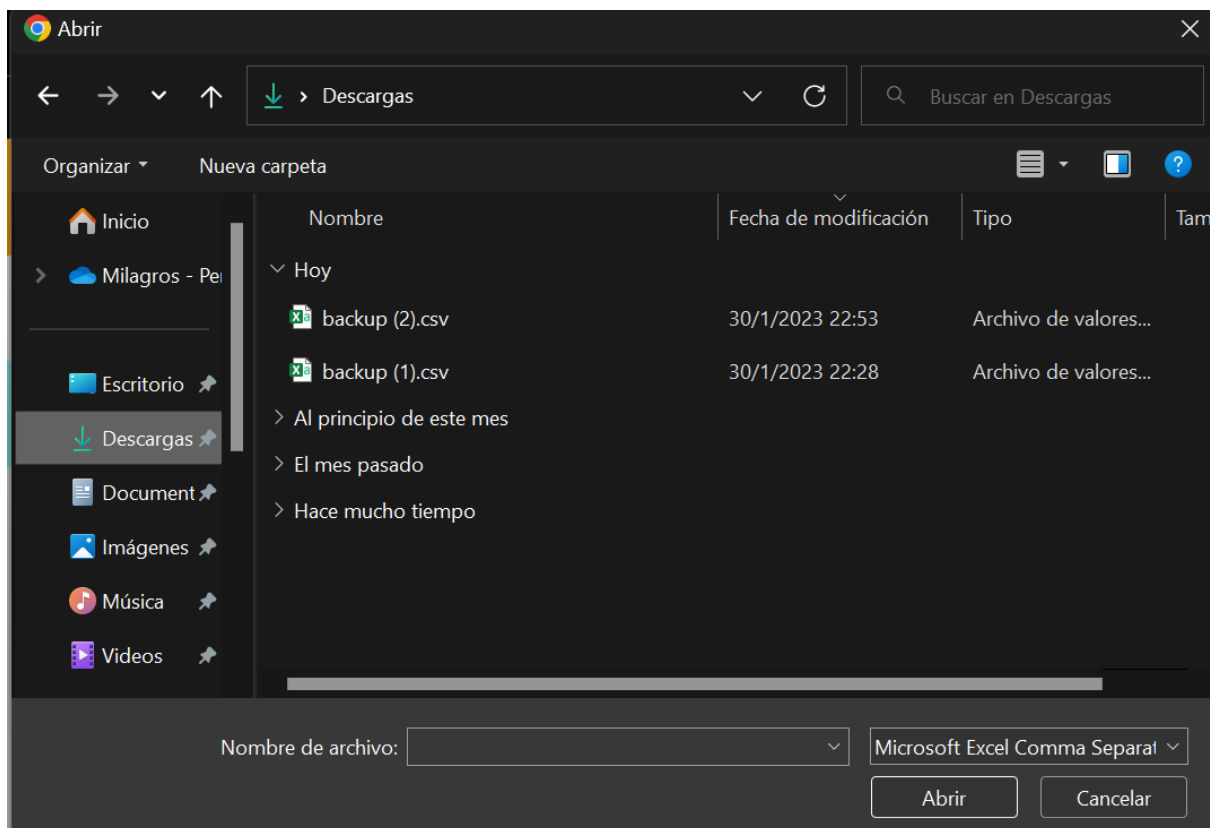 Abrir
Descargas
Buscar en Descargas
Organizar
Nueva carpeta
Nombre
Fecha de modificación
Tipo
Tam
Inicio
Milagros - Per
Escritorio
Descargas
Document
Imágenes
Música
Videos
Hoy
backup (2).csv 30/1/2023 22:53 Archivo de valores...
backup (1).csv 30/1/2023 22:28 Archivo de valores...
Al principio de este mes
El mes pasado
Hace mucho tiempo
Nombre de archivo:
Microsoft Excel Comma Separat
Abrir
Cancelar